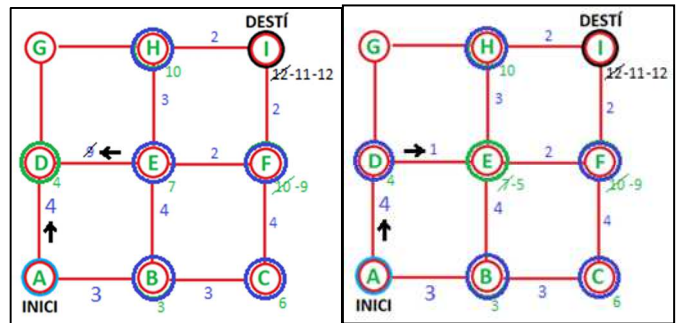 DESTÍ
G H 2 I
10 12-11-12
3 2
D 9 E 2 F
4 7 10-9
4 4 4
A B C
INICI 3 3 3 6
DESTÍ
G H 2 I
10 12-11-12
3 2
D 1 E 2 F
4 7-5 10-9
4 4 4
A B C
INICI 3 3 3 6